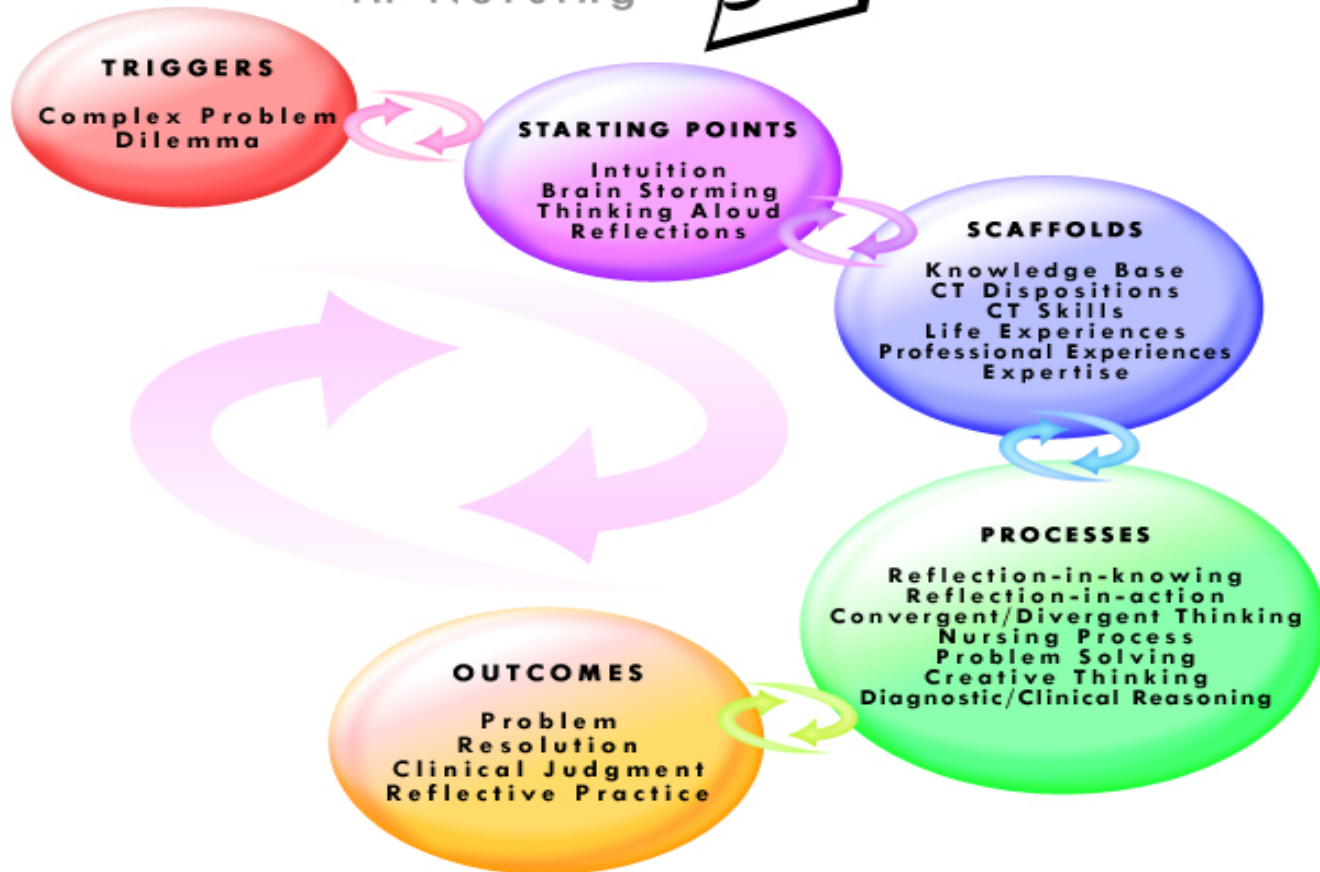 in Nursing
TRIGGERS
Complex Problem
Dilemma
STARTING POINTS
Intuition
Brain Storming
Thinking Aloud
Reflections
SCAFFOLDS
Knowledge Base
CT Dispositions
CT Skills
Life Experiences
Professional Experiences
Expertise
PROCESSES
Reflection-in-knowing
Reflection-in-action
Convergent/Divergent Thinking
Nursing Process
Problem Solving
Creative Thinking
Diagnostic/Clinical Reasoning
OUTCOMES
Problem
Resolution
Clinical Judgment
Reflective Practice